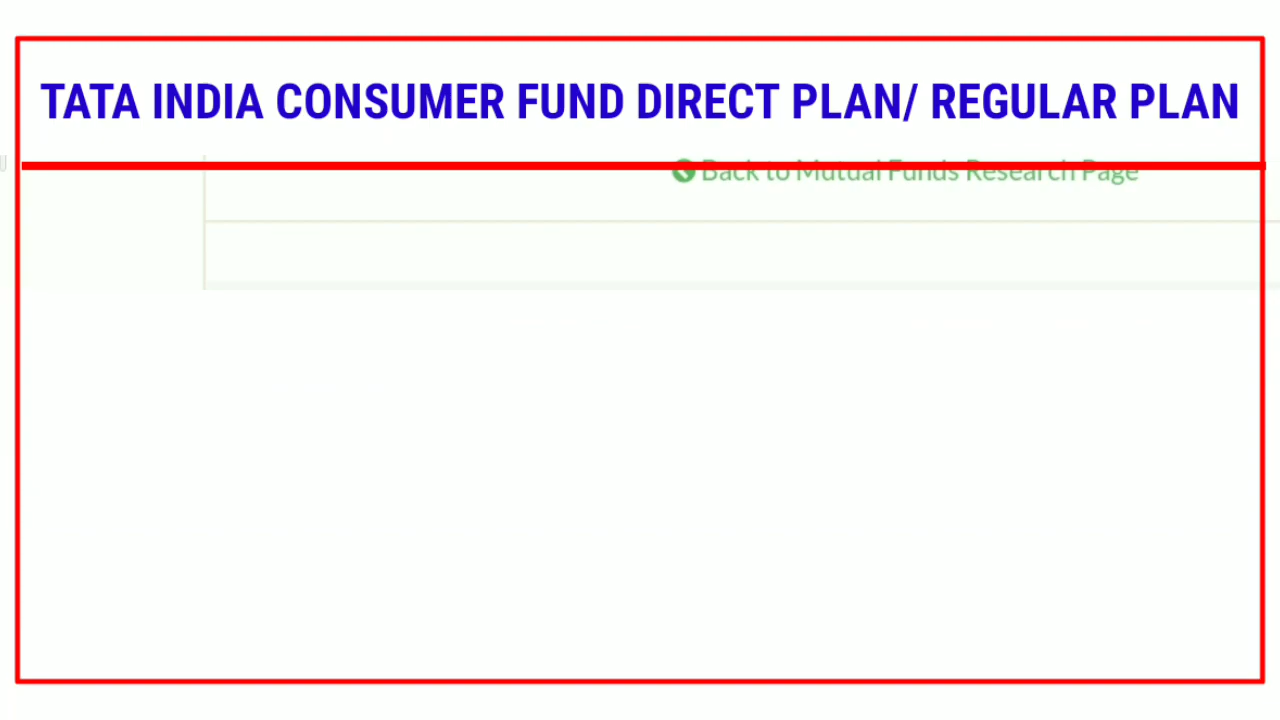 TATA INDIA CONSUMER FUND DIRECT PLAN/ REGULAR PLAN
Back to Mutual Funds Research Page